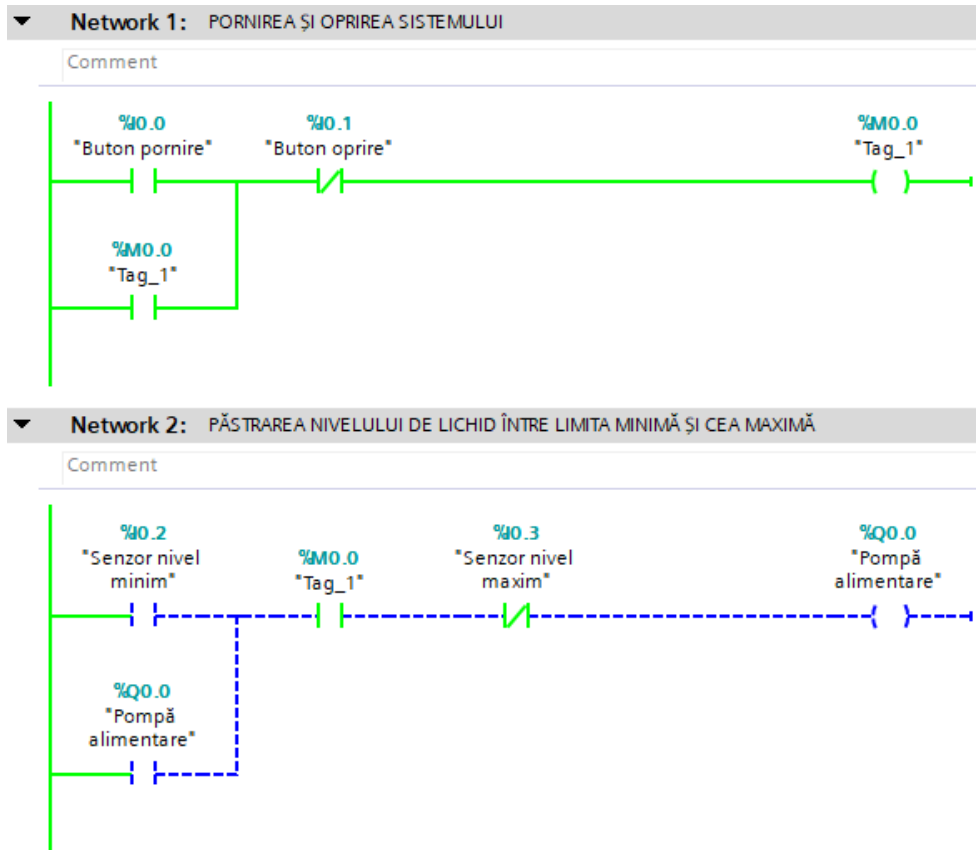 Network 1: PORNIREA ȘI OPRIREA SISTEMULUI
Comment
%I0.0
"Buton pornire"
%I0.1
"Buton oprire"
%M0.0
"Tag_1"
%M0.0
"Tag_1"
Network 2: PĂSTRAREA NIVELULUI DE LICHID ÎNTRE LIMITA MINIMĂ ȘI CEA MAXIMĂ
Comment
%I0.2
"Senzor nivel
minim"
%M0.0
"Tag_1"
%I0.3
"Senzor nivel
maxim"
%Q0.0
"Pompă
alimentare"
%Q0.0
"Pompă
alimentare"